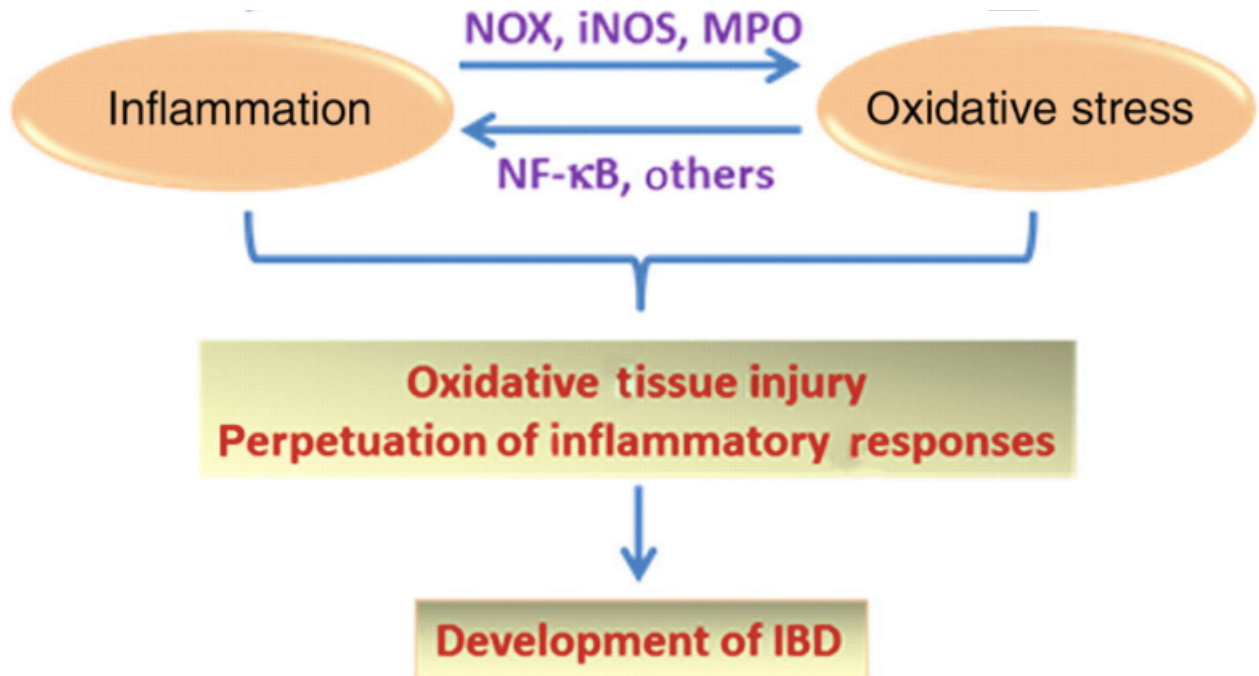 NOX, iNOS, MPO
Inflammation
Oxidative stress
NF-κB, others
Oxidative tissue injury
Perpetuation of inflammatory responses
Development of IBD